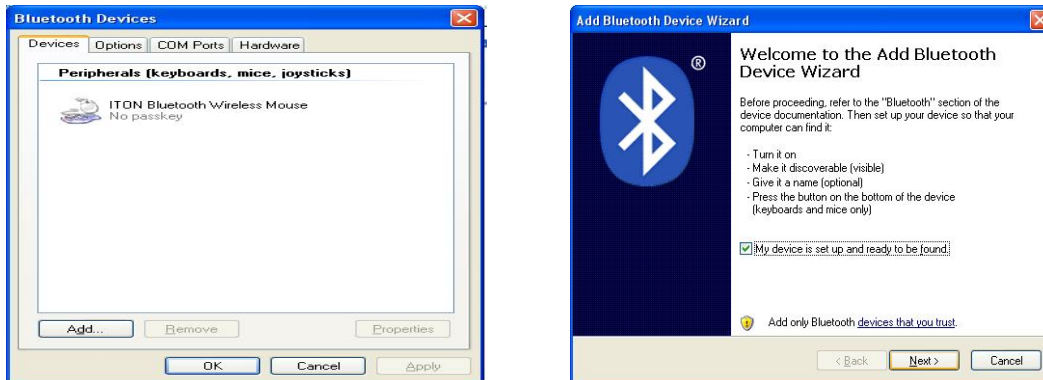 Bluetooth Devices
Devices Options COM Ports Hardware
Peripherals (keyboards, mice, joysticks)
ITON Bluetooth Wireless Mouse
No passkey
Add... Remove Properties
OK Cancel Apply
Add Bluetooth Device Wizard
®
Welcome to the Add Bluetooth
Device Wizard
Before proceeding, refer to the "Bluetooth" section of the
device documentation. Then set up your device so that your
computer can find it:
- Turn it on
- Make it discoverable (visible)
- Give it a name (optional)
- Press the button on the bottom of the device
(keyboards and mice only)
My device is set up and ready to be found.
Add only Bluetooth devices that you trust.
< Back Next > Cancel